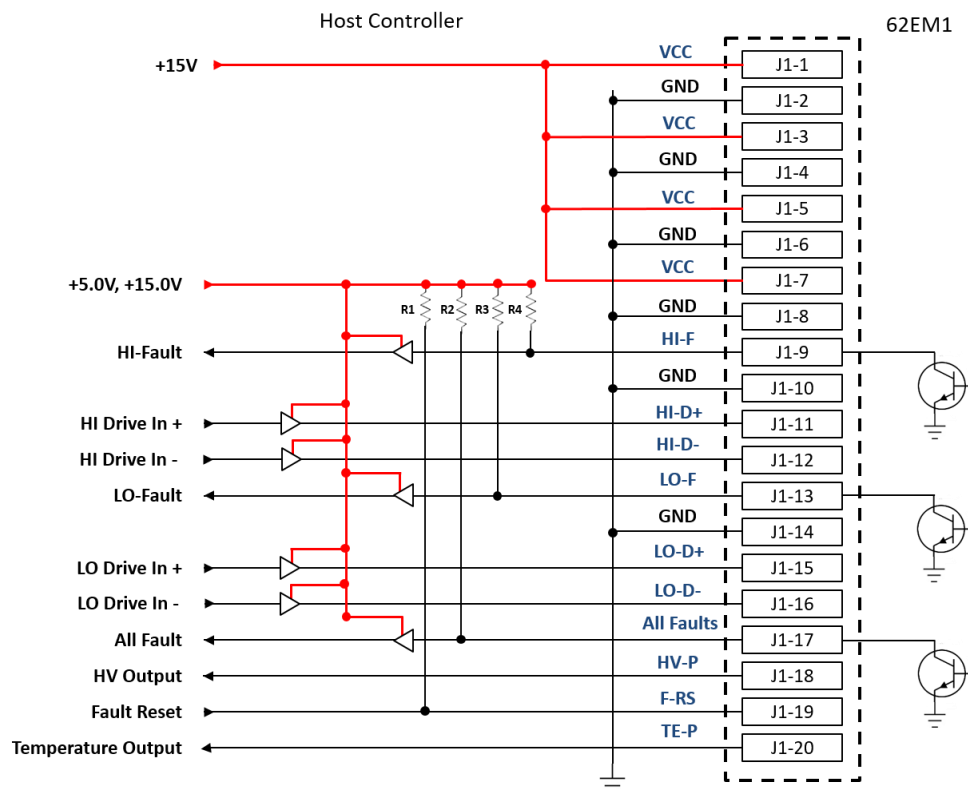 Host Controller
62EM1
+15V
VCC
J1-1
GND
J1-2
VCC
J1-3
GND
J1-4
VCC
J1-5
GND
J1-6
+5.0V, +15.0V
VCC
J1-7
R1
R2
R3
R4
GND
J1-8
HI-Fault
HI-F
J1-9
GND
J1-10
HI Drive In +
HI-D+
J1-11
HI Drive In -
HI-D-
J1-12
LO-Fault
LO-F
J1-13
GND
J1-14
LO Drive In +
LO-D+
J1-15
LO Drive In -
LO-D-
J1-16
All Fault
All Faults
J1-17
HV Output
HV-P
J1-18
Fault Reset
F-RS
J1-19
Temperature Output
TE-P
J1-20